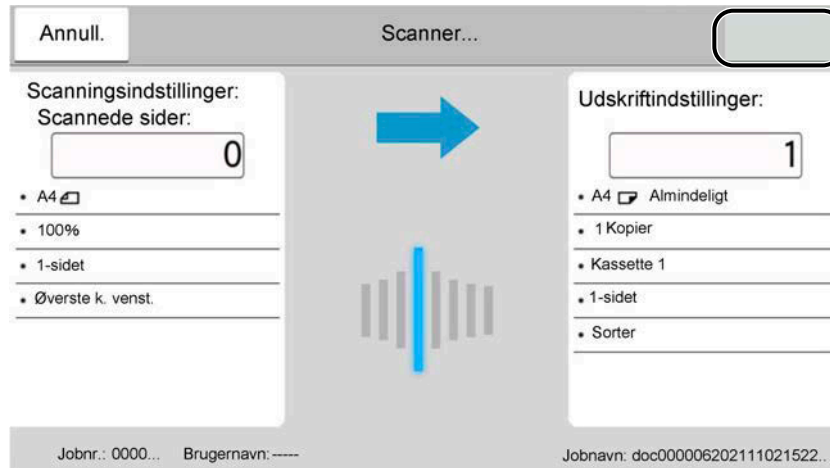 Annull.
Scanner...
Scanningsindstillinger:
Scannede sider:
0
• A4
• 100%
• 1-sidet
• Øverste k. venst.
Udskriftindstillinger:
1
• A4 Almindeligt
• 1 Kopier
• Kassette 1
• 1-sidet
• Sorter
Jobnr.: 0000... Brugernavn: -----
Jobnavn: doc000006202111021522..